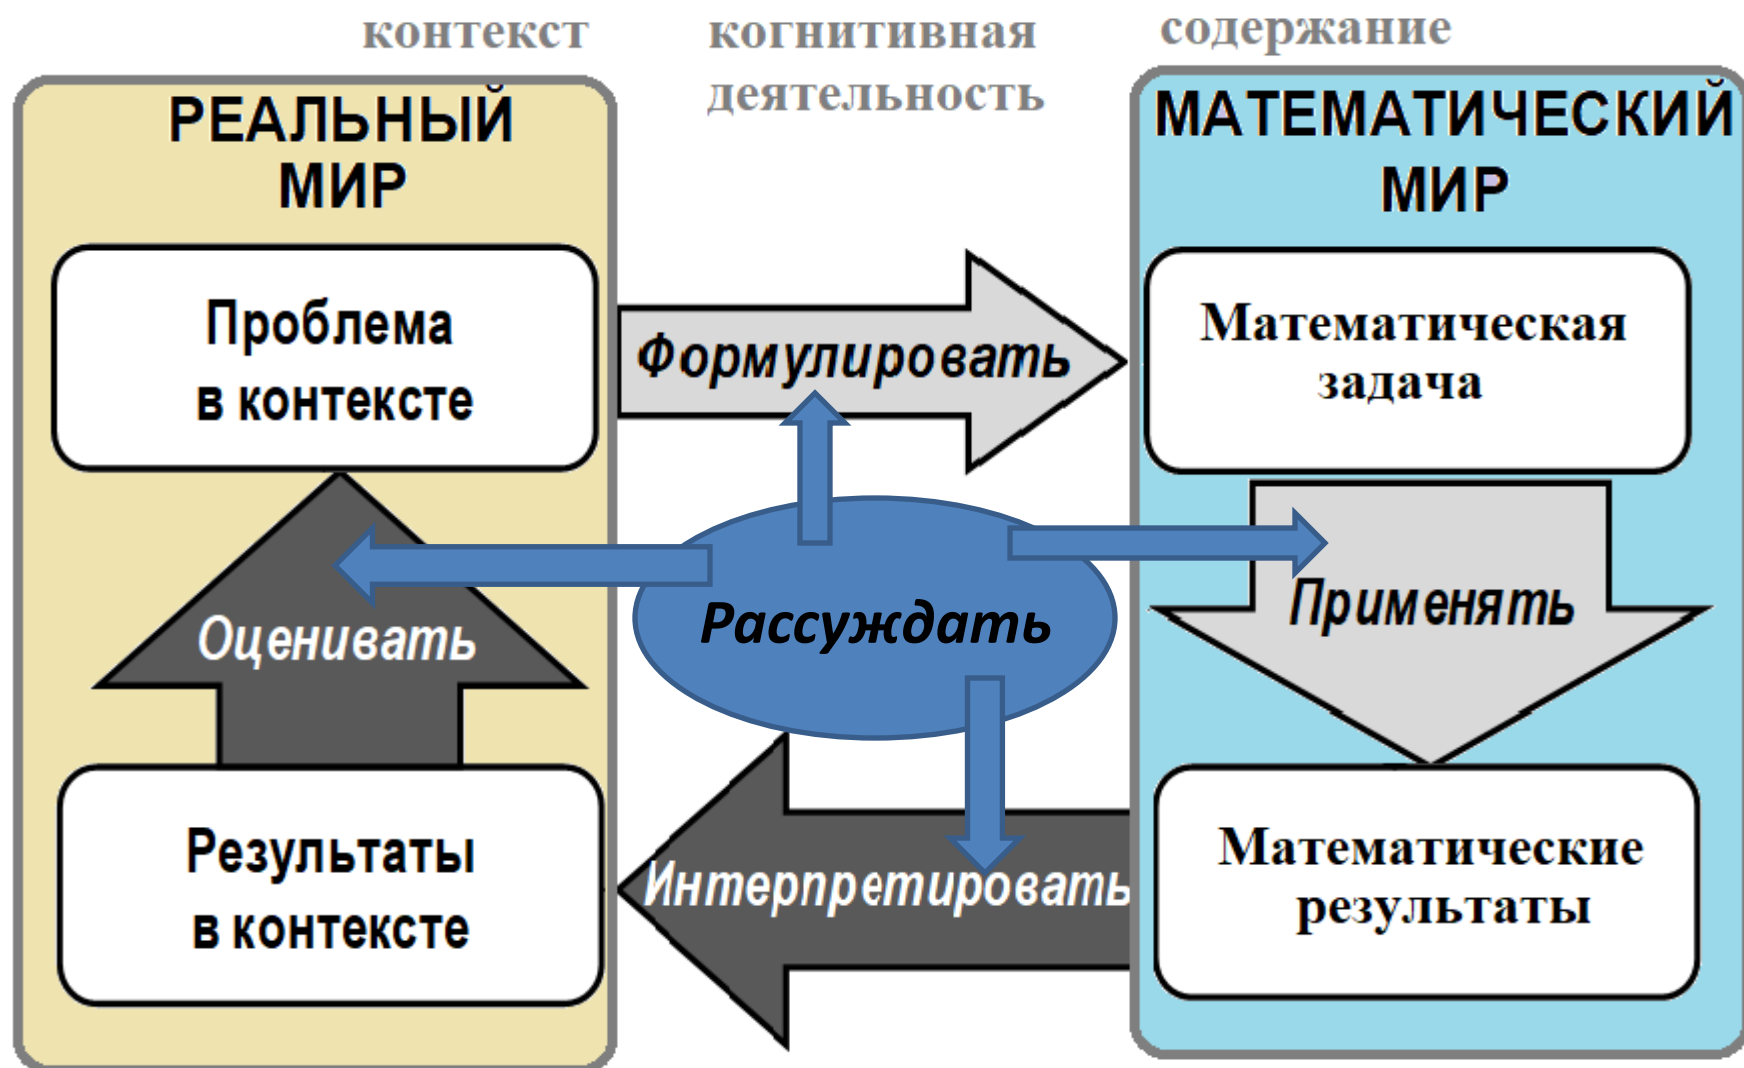 контекст
когнитивная
деятельность
содержание
РЕАЛЬНЫЙ
МИР
МАТЕМАТИЧЕСКИЙ
МИР
Проблема
в контексте
Формулировать
Математическая
задача
Оценивать
Рассуждать
Применять
Результаты
в контексте
Интерпретировать
Математические
результаты